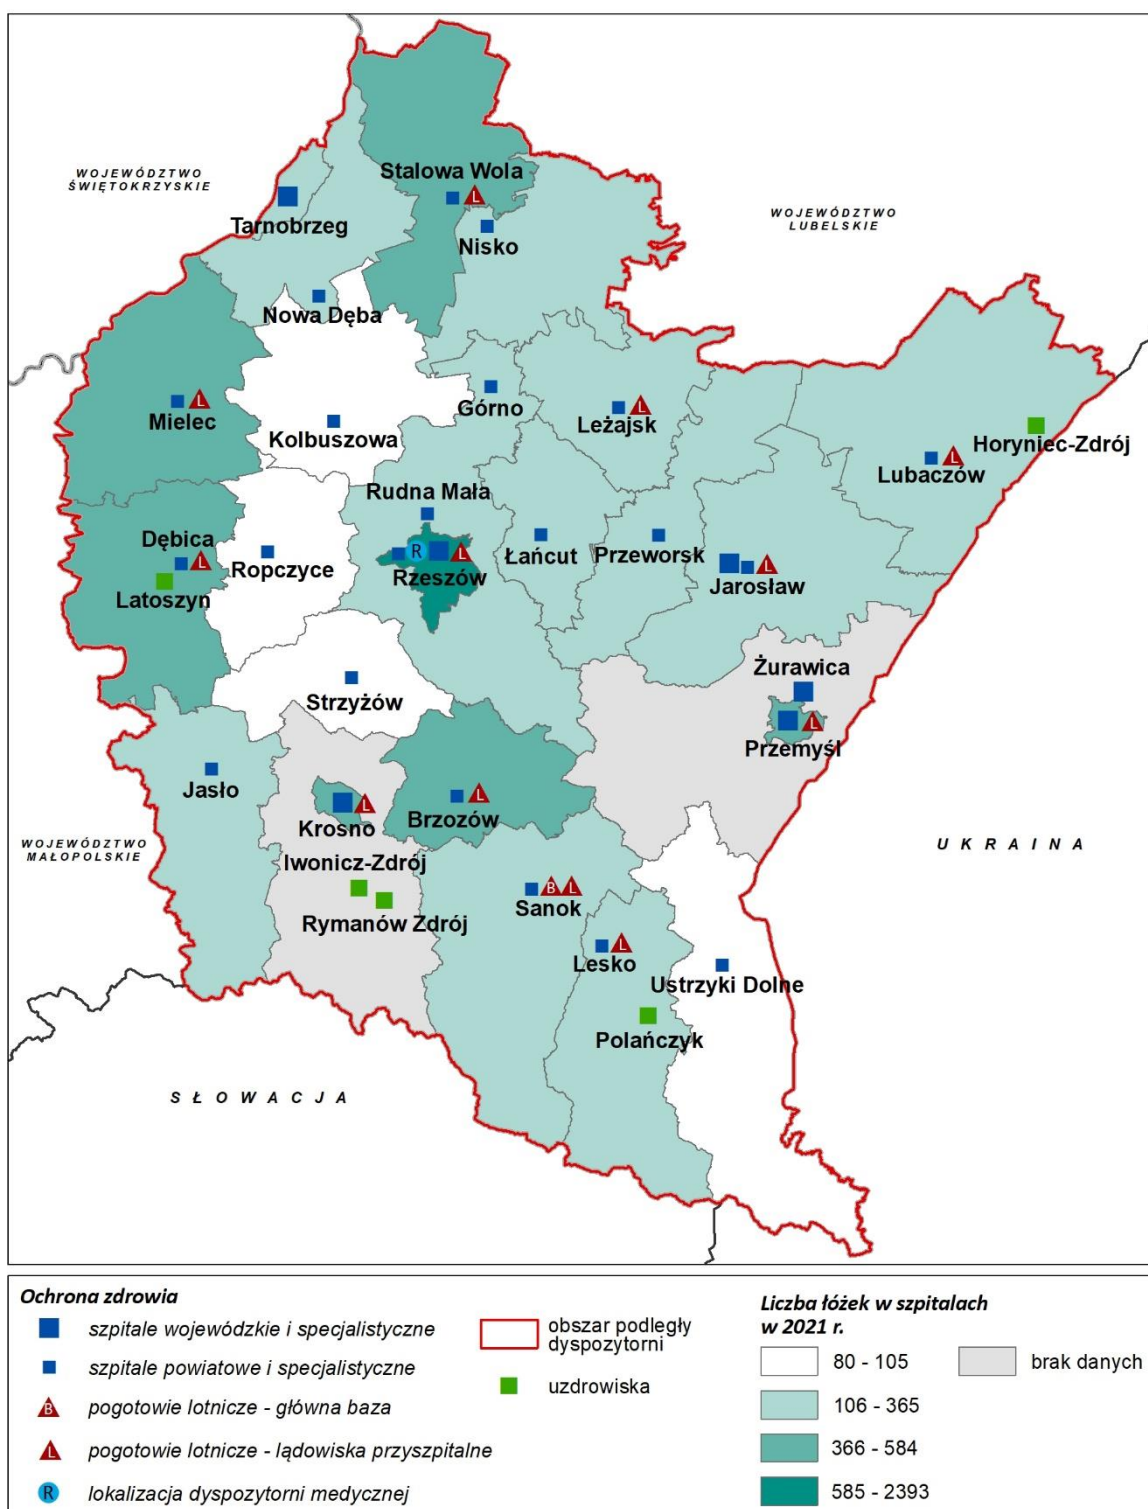 WOJEWÓDZTWO
ŚWIĘTOKRZYSKIE
Stalowa Wola
L
Tarnobrzeg
Nisko
WOJEWÓDZTWO
LUBELSKIE
Nowa Dęba
L
Mielec
Kolbuszowa
Górno
L
Leżajsk
Horyniec-Zdrój
L
Lubaczów
Rudna Mała
Dębica
L
Latoszyn
Ropczyce
R
L
Rzeszów
Łańcut
Przeworsk
L
Jarosław
Strzyżów
Żurawica
L
Przemyśl
Jasło
L
Krosno
L
Brzozów
WOJEWÓDZTWO
MAŁOPOLSKIE
UKRAINA
Iwonicz-Zdrój
Rymanów Zdrój
B L
Sanok
L
Lesko
Ustrzyki Dolne
Polańczyk
SŁOWACJA
Ochrona zdrowia
szpitale wojewódzkie i specjalistyczne
szpitale powiatowe i specjalistyczne
B pogotowie lotnicze - główna baza
L pogotowie lotnicze - lądowiska przyszpitalne
R lokalizacja dyspozytorni medycznej
obszar podległy
dyspozytorni
uzdrowiska
Liczba łóżek w szpitalach
w 2021 r.
80 - 105
106 - 365
366 - 584
585 - 2393
brak danych